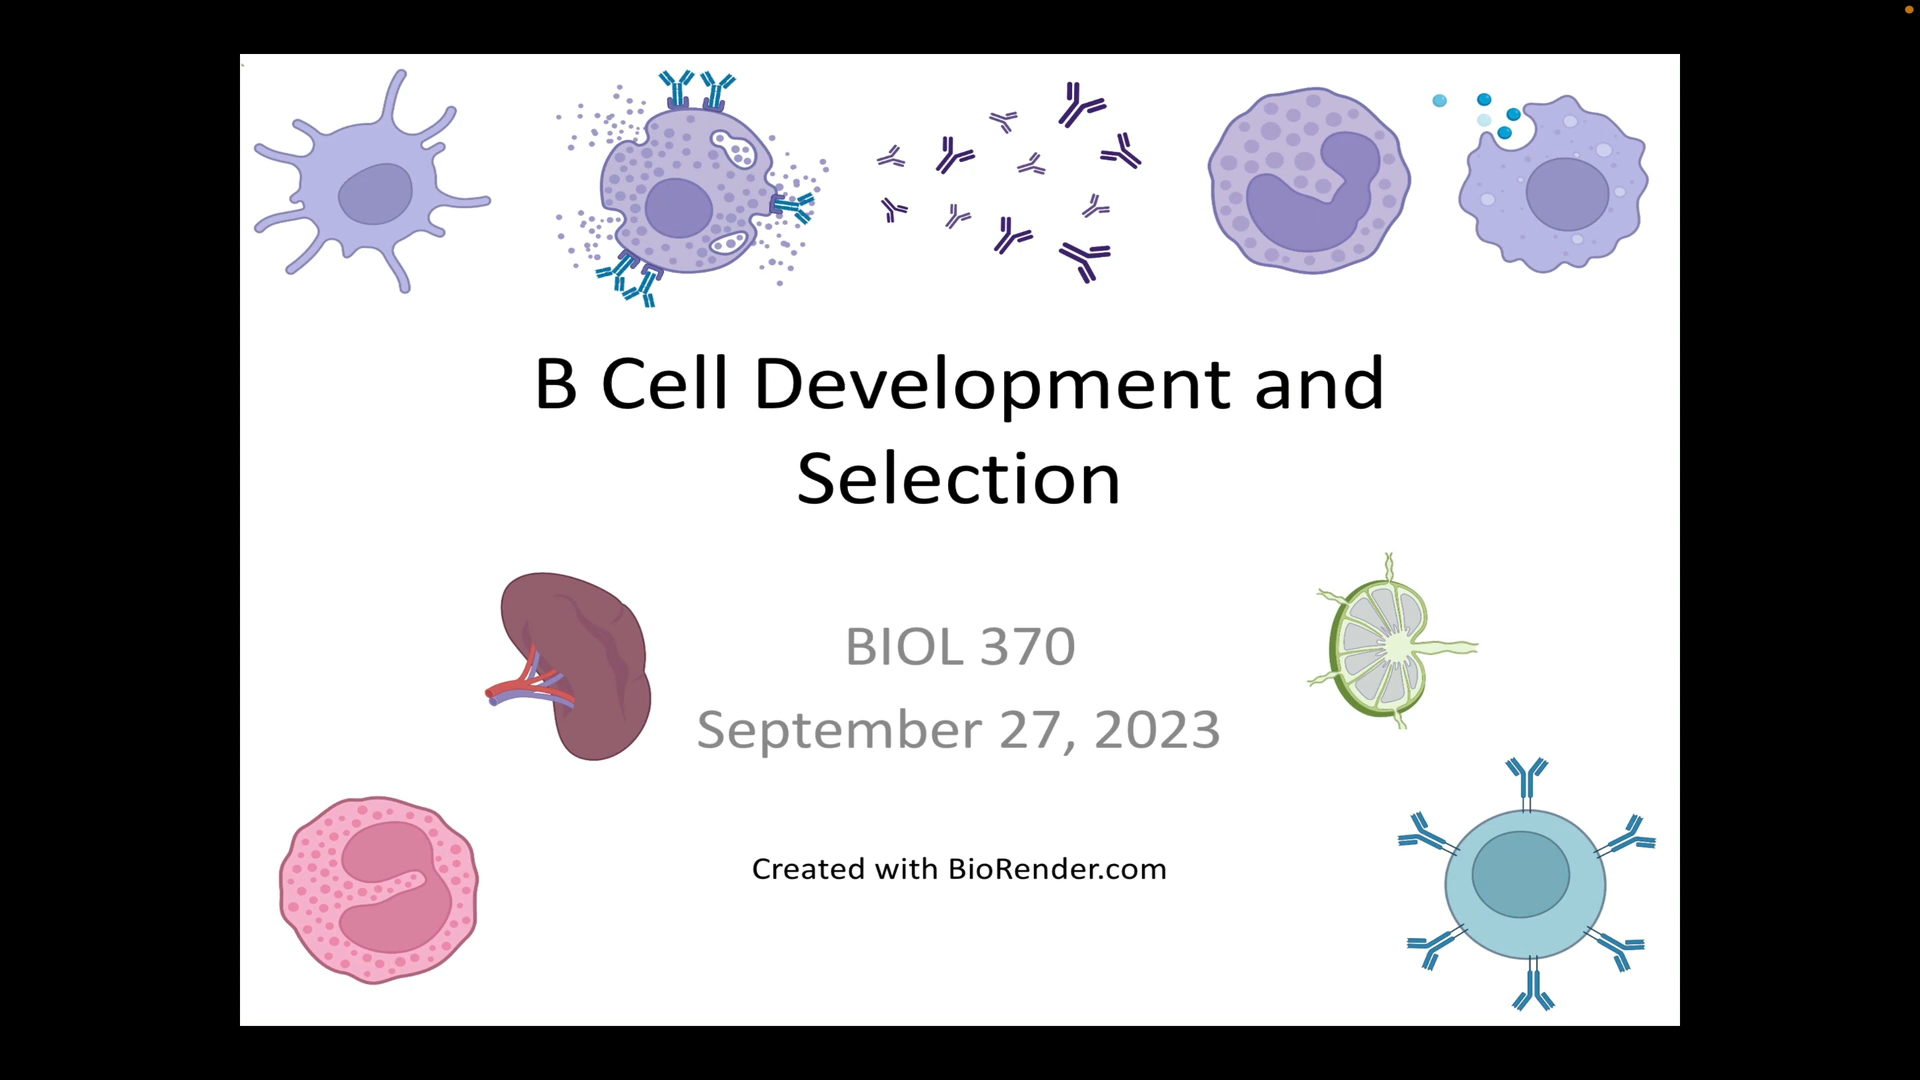 B Cell Development and
Selection
BIOL 370
September 27, 2023
Created with BioRender.com